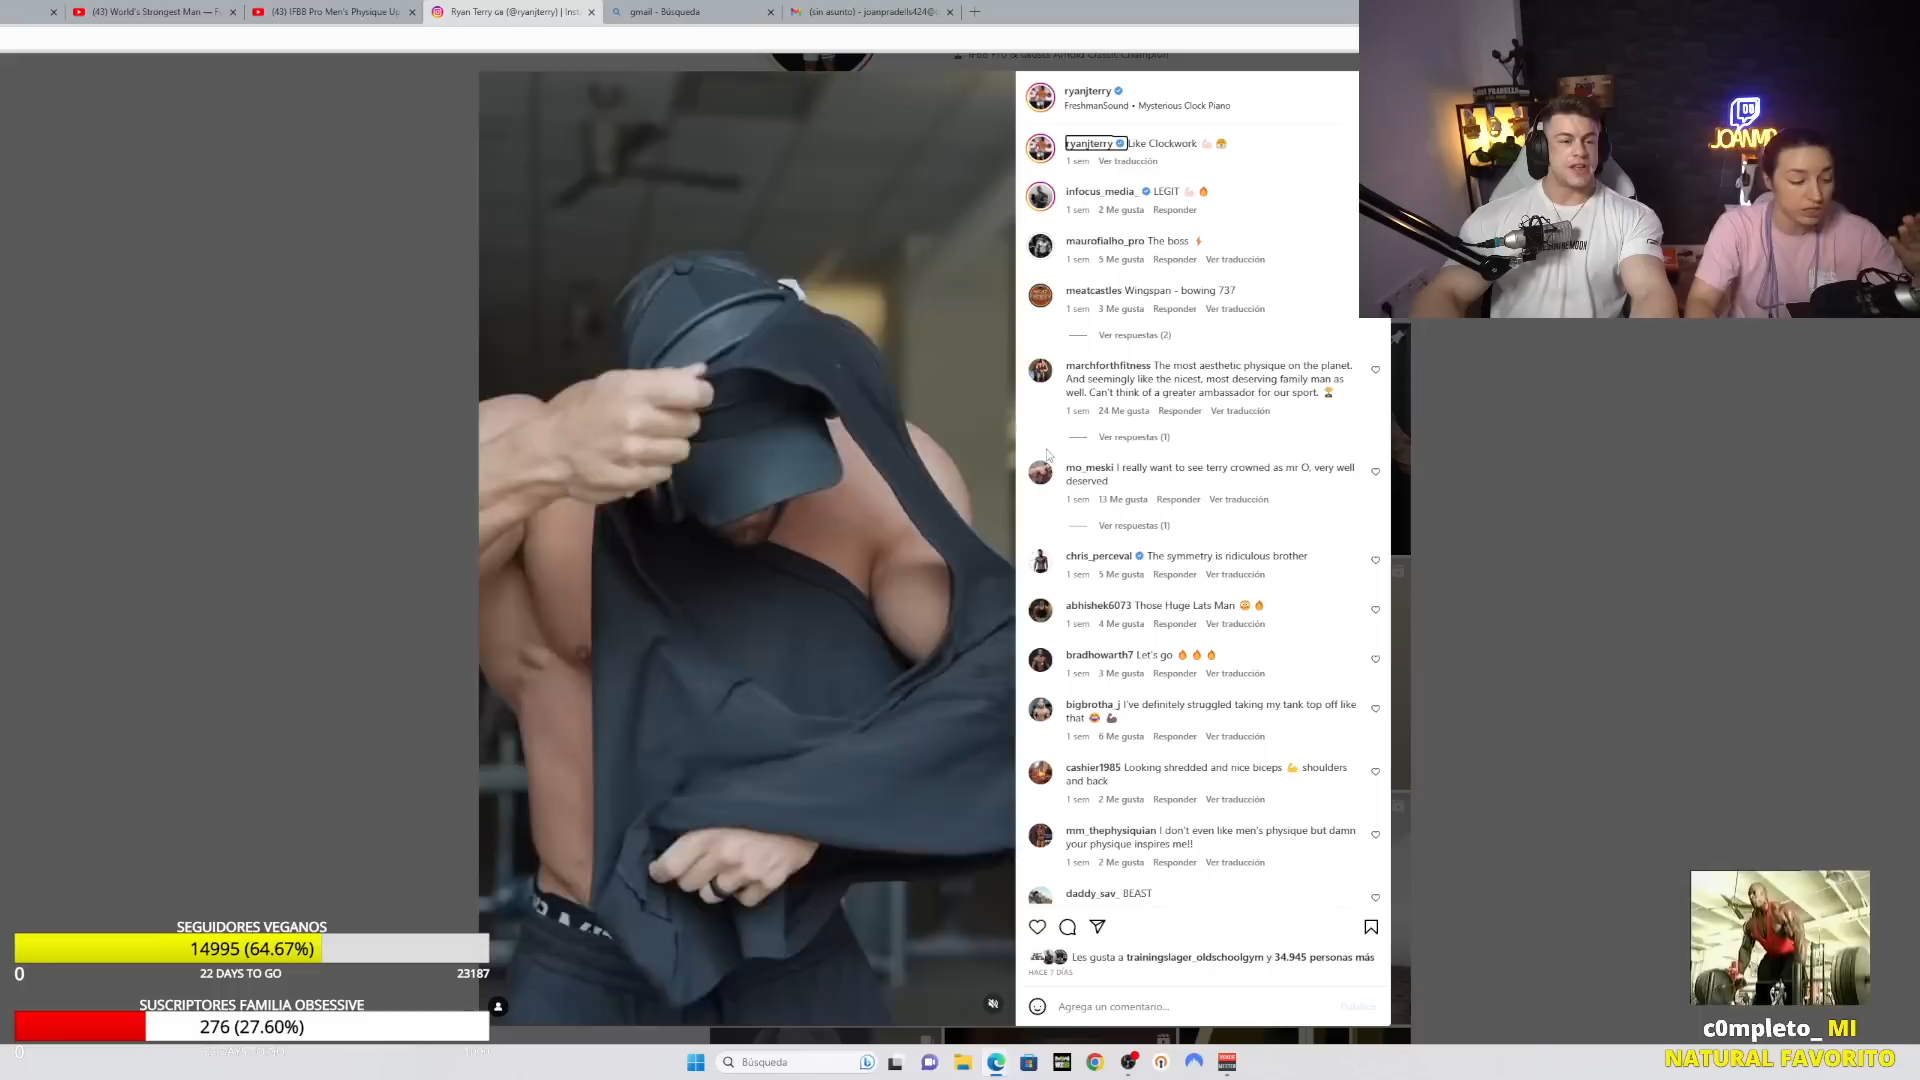 (43) World's Strongest Man — F
(43) IFBB Pro Men's Physique Up
Ryan Terry GB (@ryanjterry) | Inst
gmail - Búsqueda
(sin asunto) - joanpradells424@
IFBB Pro & Classic Champion
ryanjterry
FreshmanSound • Mysterious Clock Piano
ryanjterry Like Clockwork
1 sem Ver traducción
infocus_media_ LEGIT
1 sem 2 Me gusta Responder
maurofialho_pro The boss
1 sem 5 Me gusta Responder Ver traducción
meatcastles Wingspan - bowing 737
1 sem 3 Me gusta Responder Ver traducción
Ver respuestas (2)
marchforthfitness The most aesthetic physique on the planet.
And seemingly like the nicest, most deserving family man as
well. Can't think of a greater ambassador for our sport.
1 sem 24 Me gusta Responder Ver traducción
Ver respuestas (1)
mo_meski I really want to see terry crowned as mr O, very well
deserved
1 sem 13 Me gusta Responder Ver traducción
Ver respuestas (1)
chris_perceval The symmetry is ridiculous brother
1 sem 5 Me gusta Responder Ver traducción
abhishek6073 Those Huge Lats Man
1 sem 4 Me gusta Responder Ver traducción
bradhowarth7 Let's go
1 sem 3 Me gusta Responder Ver traducción
bigbrotha_j I've definitely struggled taking my tank top off like
that
1 sem 6 Me gusta Responder Ver traducción
cashier1985 Looking shredded and nice biceps shoulders
and back
1 sem 2 Me gusta Responder Ver traducción
mm_thephysiquian I don't even like men's physique but damn
your physique inspires me!!
1 sem 2 Me gusta Responder Ver traducción
daddy_sav_ BEAST
Les gusta a trainingslager_oldschoolgym y 34.945 personas más
HACE 7 DÍAS
Agrega un comentario...
Publicar
JOANMP
SEGUIDORES VEGANOS
14995 (64.67%)
0 22 DAYS TO GO 23187
SUSCRIPTORES FAMILIA OBSESSIVE
276 (27.60%)
0
c0mpleto_ MI
NATURAL FAVORITO
Búsqueda